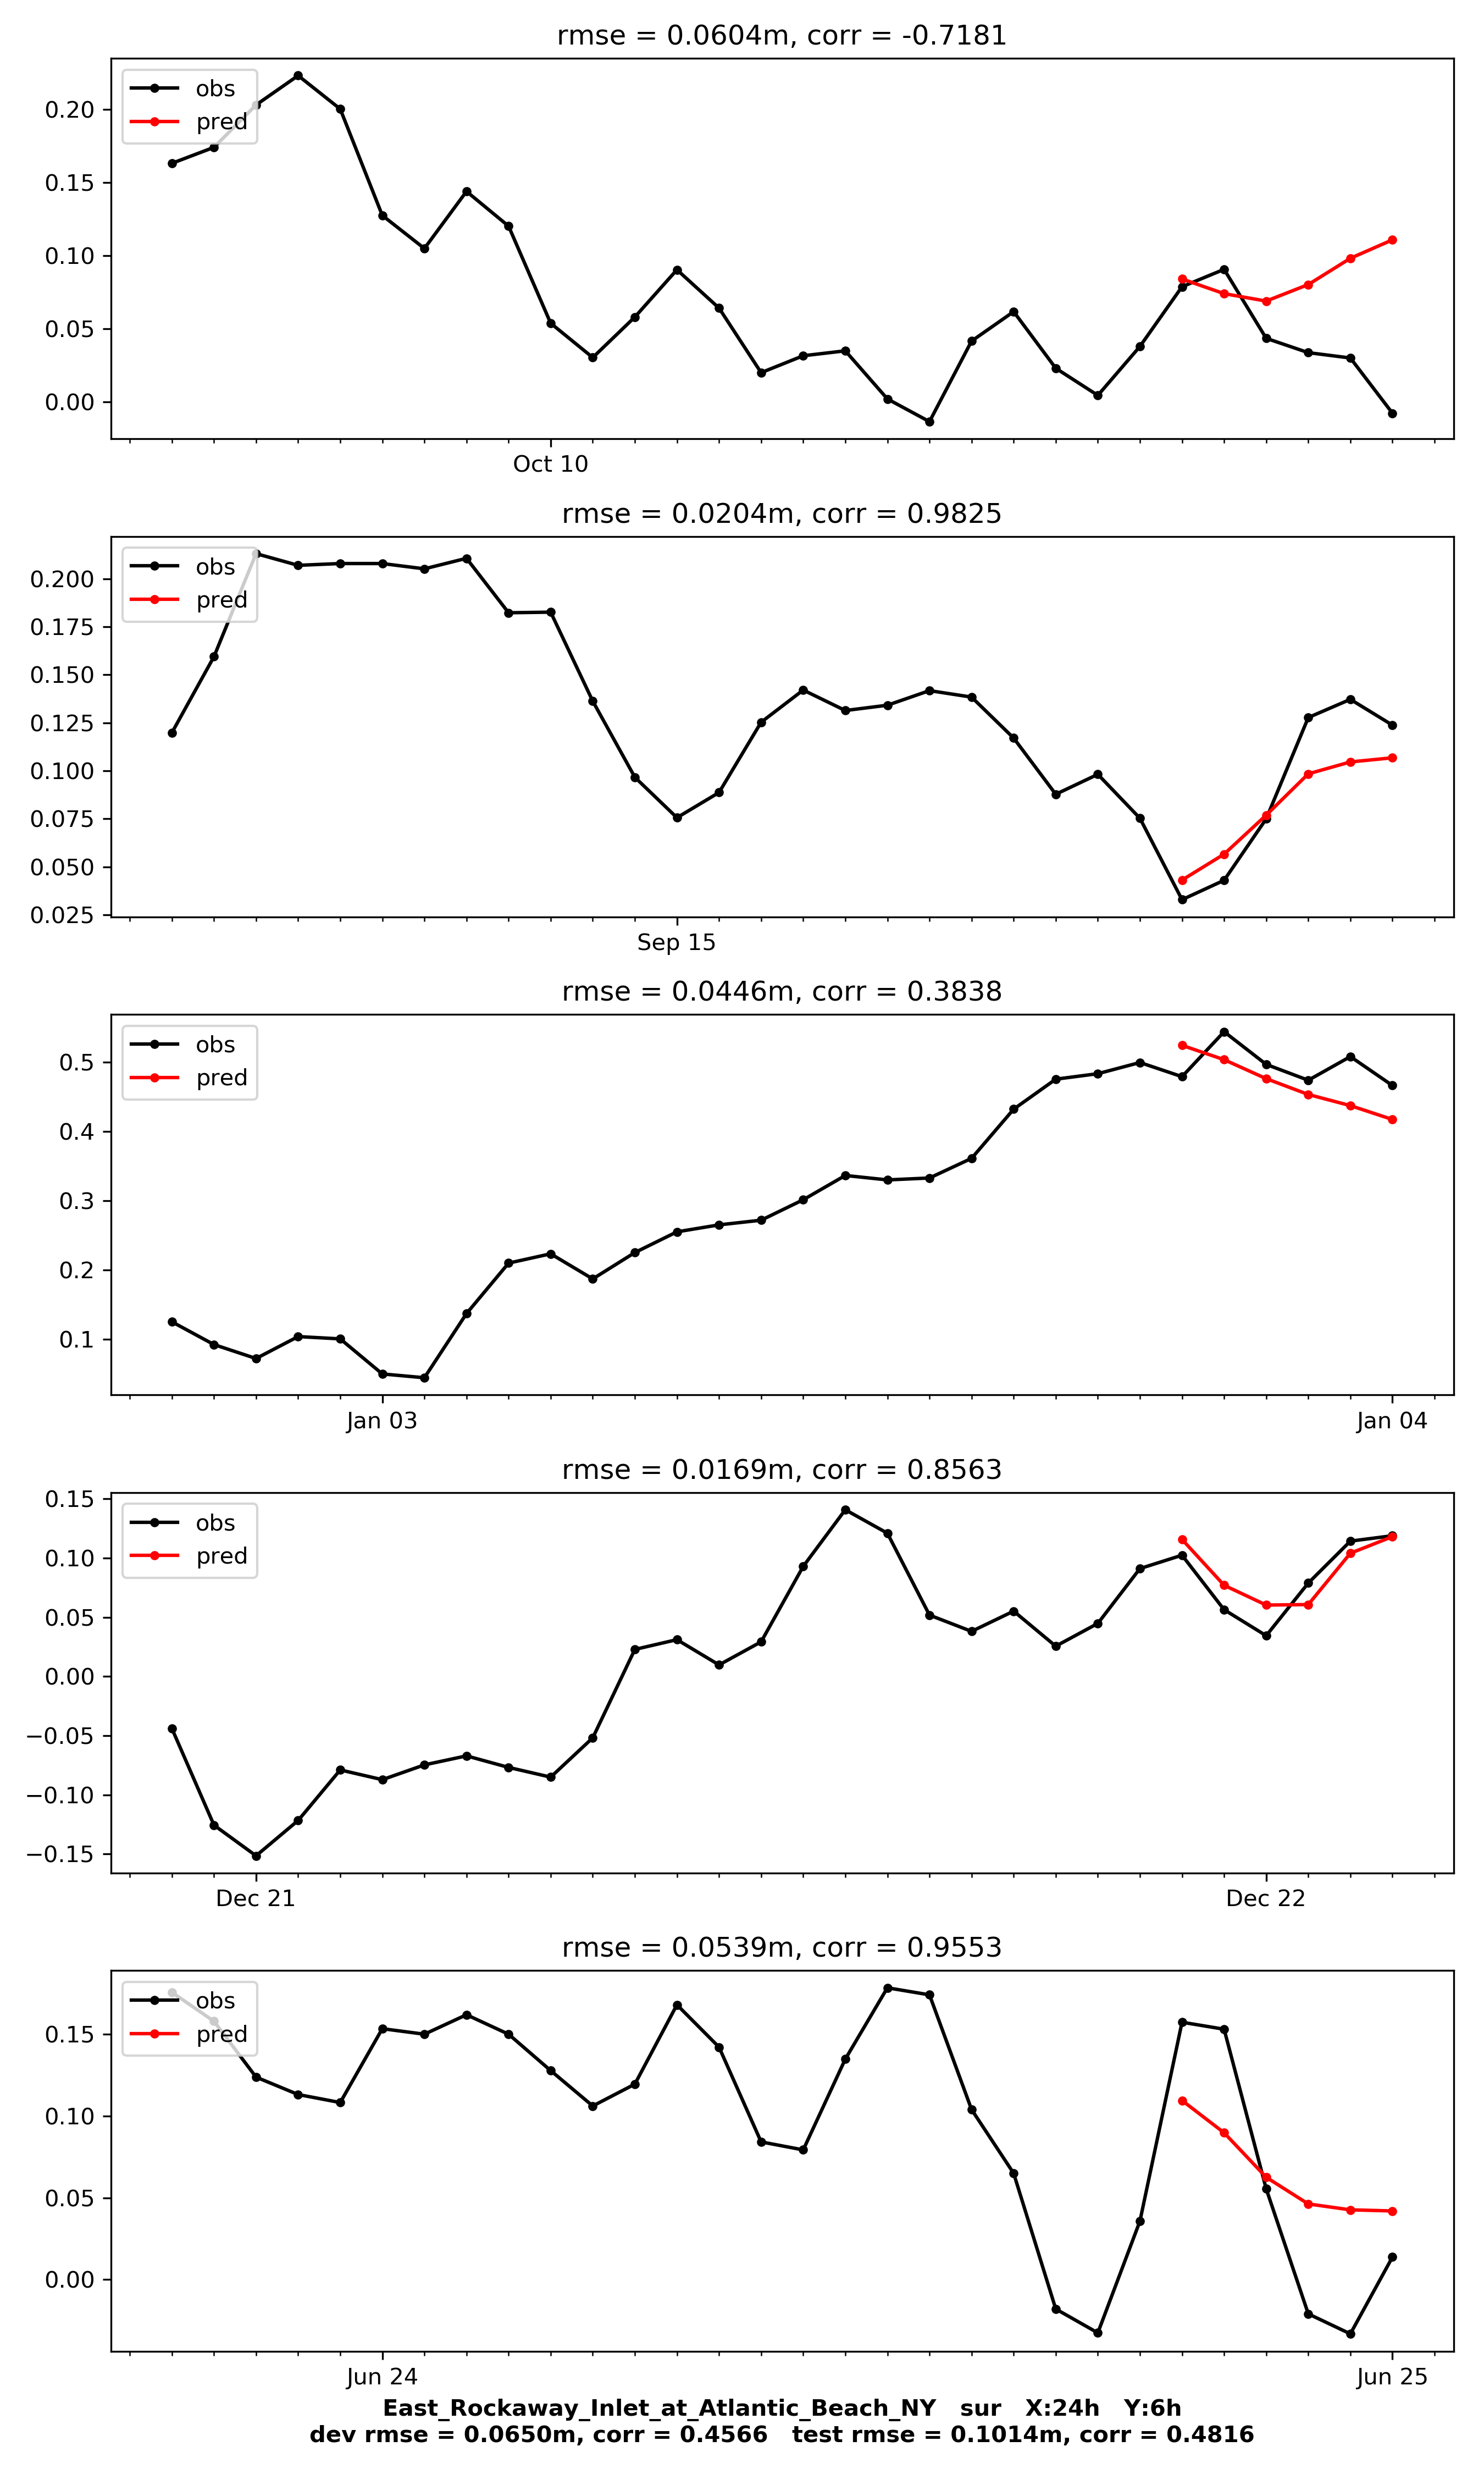 rmse = 0.0604m, corr = -0.7181
obs
pred
0.20
0.15
0.10
0.05
0.00
Oct 10
rmse = 0.0204m, corr = 0.9825
obs
pred
0.200
0.175
0.150
0.125
0.100
0.075
0.050
0.025
Sep 15
rmse = 0.0446m, corr = 0.3838
obs
pred
0.5
0.4
0.3
0.2
0.1
Jan 03 Jan 04
rmse = 0.0169m, corr = 0.8563
obs
pred
0.15
0.10
0.05
0.00
−0.05
−0.10
−0.15
Dec 21 Dec 22
rmse = 0.0539m, corr = 0.9553
obs
pred
0.15
0.10
0.05
0.00
Jun 24 Jun 25
East_Rockaway_Inlet_at_Atlantic_Beach_NY sur X:24h Y:6h
dev rmse = 0.0650m, corr = 0.4566 test rmse = 0.1014m, corr = 0.4816